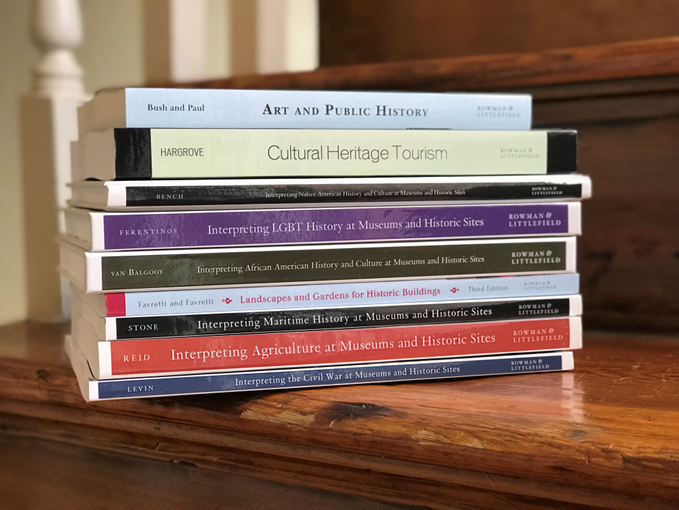 Bush and Paul ART AND PUBLIC HISTORY ROWMAN & LITTLEFIELD
HARGROVE Cultural Heritage Tourism ROWMAN & LITTLEFIELD
BENCH Interpreting Native American History and Culture at Museums and Historic Sites ROWMAN & LITTLEFIELD
FERENTINOS Interpreting LGBT History at Museums and Historic Sites ROWMAN & LITTLEFIELD
VAN BALGOOY Interpreting African American History and Culture at Museums and Historic Sites ROWMAN & LITTLEFIELD
Favretti and Favretti Landscapes and Gardens for Historic Buildings Third Edition ROWMAN & LITTLEFIELD
STONE Interpreting Maritime History at Museums and Historic Sites ROWMAN & LITTLEFIELD
REID Interpreting Agriculture at Museums and Historic Sites ROWMAN & LITTLEFIELD
LEVIN Interpreting the Civil War at Museums and Historic Sites ROWMAN & LITTLEFIELD